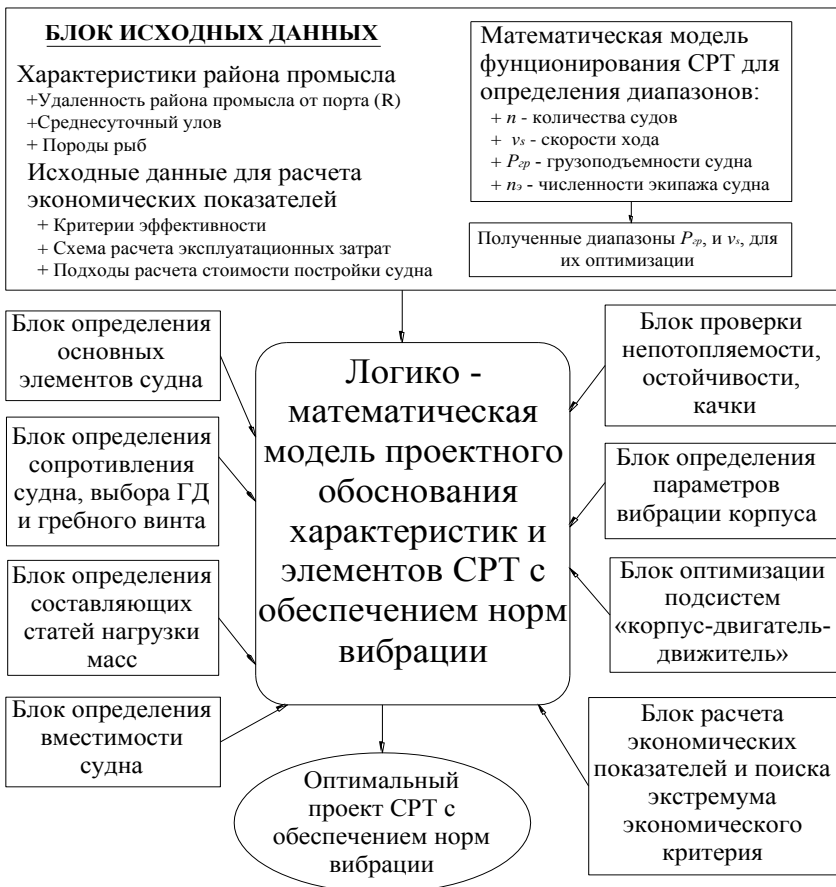 БЛОК ИСХОДНЫХ ДАННЫХ
Характеристики района промысла
+Удаленность района промысла от порта (R)
+Среднесуточный улов
+ Породы рыб
Исходные данные для расчета
экономических показателей
+ Критерии эффективности
+ Схема расчета эксплуатационных затрат
+ Подходы расчета стоимости постройки судна
Математическая модель
фунционирования СРТ для
определения диапазонов:
+ n - количества судов
+ vs - скорости хода
+ Pгр - грузоподъемности судна
+ nэ - численности экипажа судна
Полученные диапазоны Pгр, и vs, для
их оптимизации
Блок определения
основных
элементов судна
Блок определения
сопротивления
судна, выбора ГД
и гребного винта
Блок определения
составляющих
статей нагрузки
масс
Блок определения
вместимости
судна
Логико -
математическая
модель проектного
обоснования
характеристик и
элементов СРТ с
обеспечением норм
вибрации
Блок проверки
непотопляемости,
остойчивости,
качки
Блок определения
параметров
вибрации корпуса
Блок оптимизации
подсистем
«корпус-двигатель-
движитель»
Блок расчета
экономических
показателей и поиска
экстремума
экономического
критерия
Оптимальный
проект СРТ с
обеспечением норм
вибрации